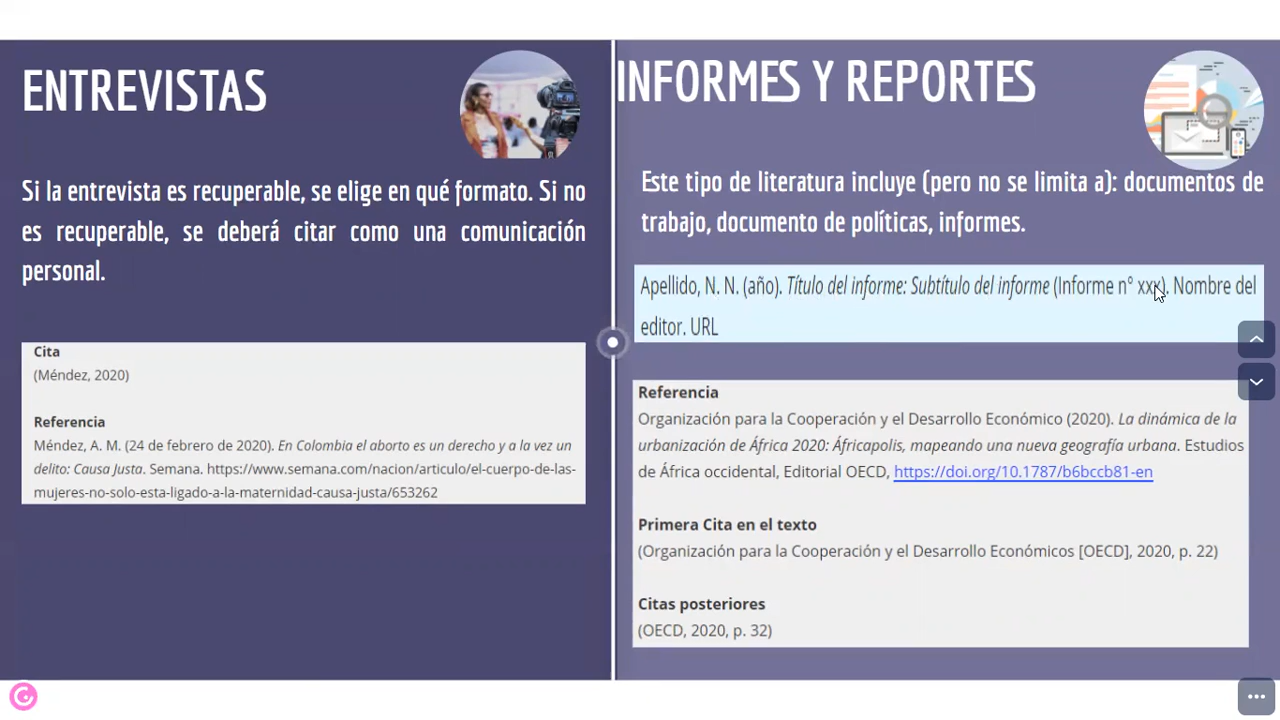 ENTREVISTAS
Si la entrevista es recuperable, se elige en qué formato. Si no
es recuperable, se deberá citar como una comunicación
personal.
Cita
(Méndez, 2020)
Referencia
Méndez, A. M. (24 de febrero de 2020). En Colombia el aborto es un derecho y a la vez un
delito: Causa Justa. Semana. https://www.semana.com/nacion/articulo/el-cuerpo-de-las-
mujeres-no-solo-esta-ligado-a-la-maternidad-causa-justa/653262
INFORMES Y REPORTES
Este tipo de literatura incluye (pero no se limita a): documentos de
trabajo, documento de políticas, informes.
Apellido, N. N. (año). Título del informe: Subtítulo del informe (Informe n° xxx). Nombre del
editor. URL
Referencia
Organización para la Cooperación y el Desarrollo Económico (2020). La dinámica de la
urbanización de África 2020: Áfricapolis, mapeando una nueva geografía urbana. Estudios
de África occidental, Editorial OECD, https://doi.org/10.1787/b6bccb81-en
Primera Cita en el texto
(Organización para la Cooperación y el Desarrollo Económicos [OECD], 2020, p. 22)
Citas posteriores
(OECD, 2020, p. 32)